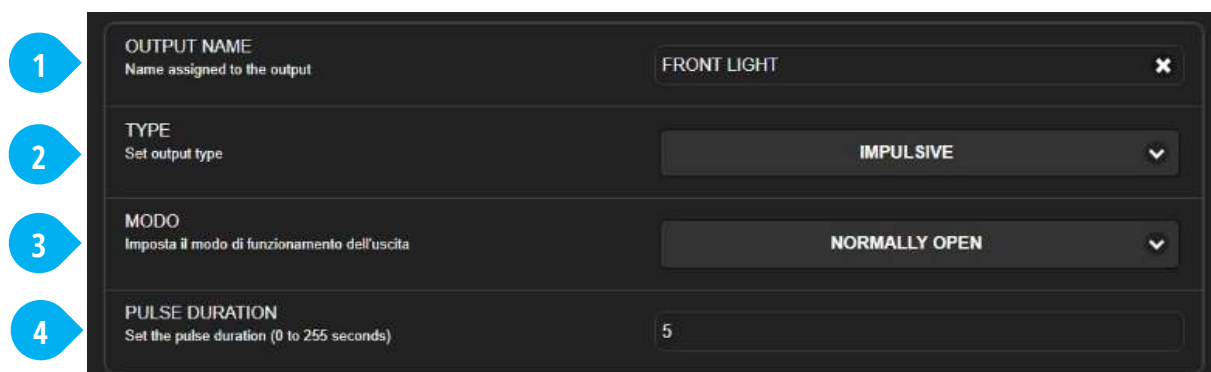 1
OUTPUT NAME
Name assigned to the output
FRONT LIGHT
2
TYPE
Set output type
IMPULSIVE
3
MODO
Imposta il modo di funzionamento dell'uscita
NORMALLY OPEN
4
PULSE DURATION
Set the pulse duration (0 to 255 seconds)
5